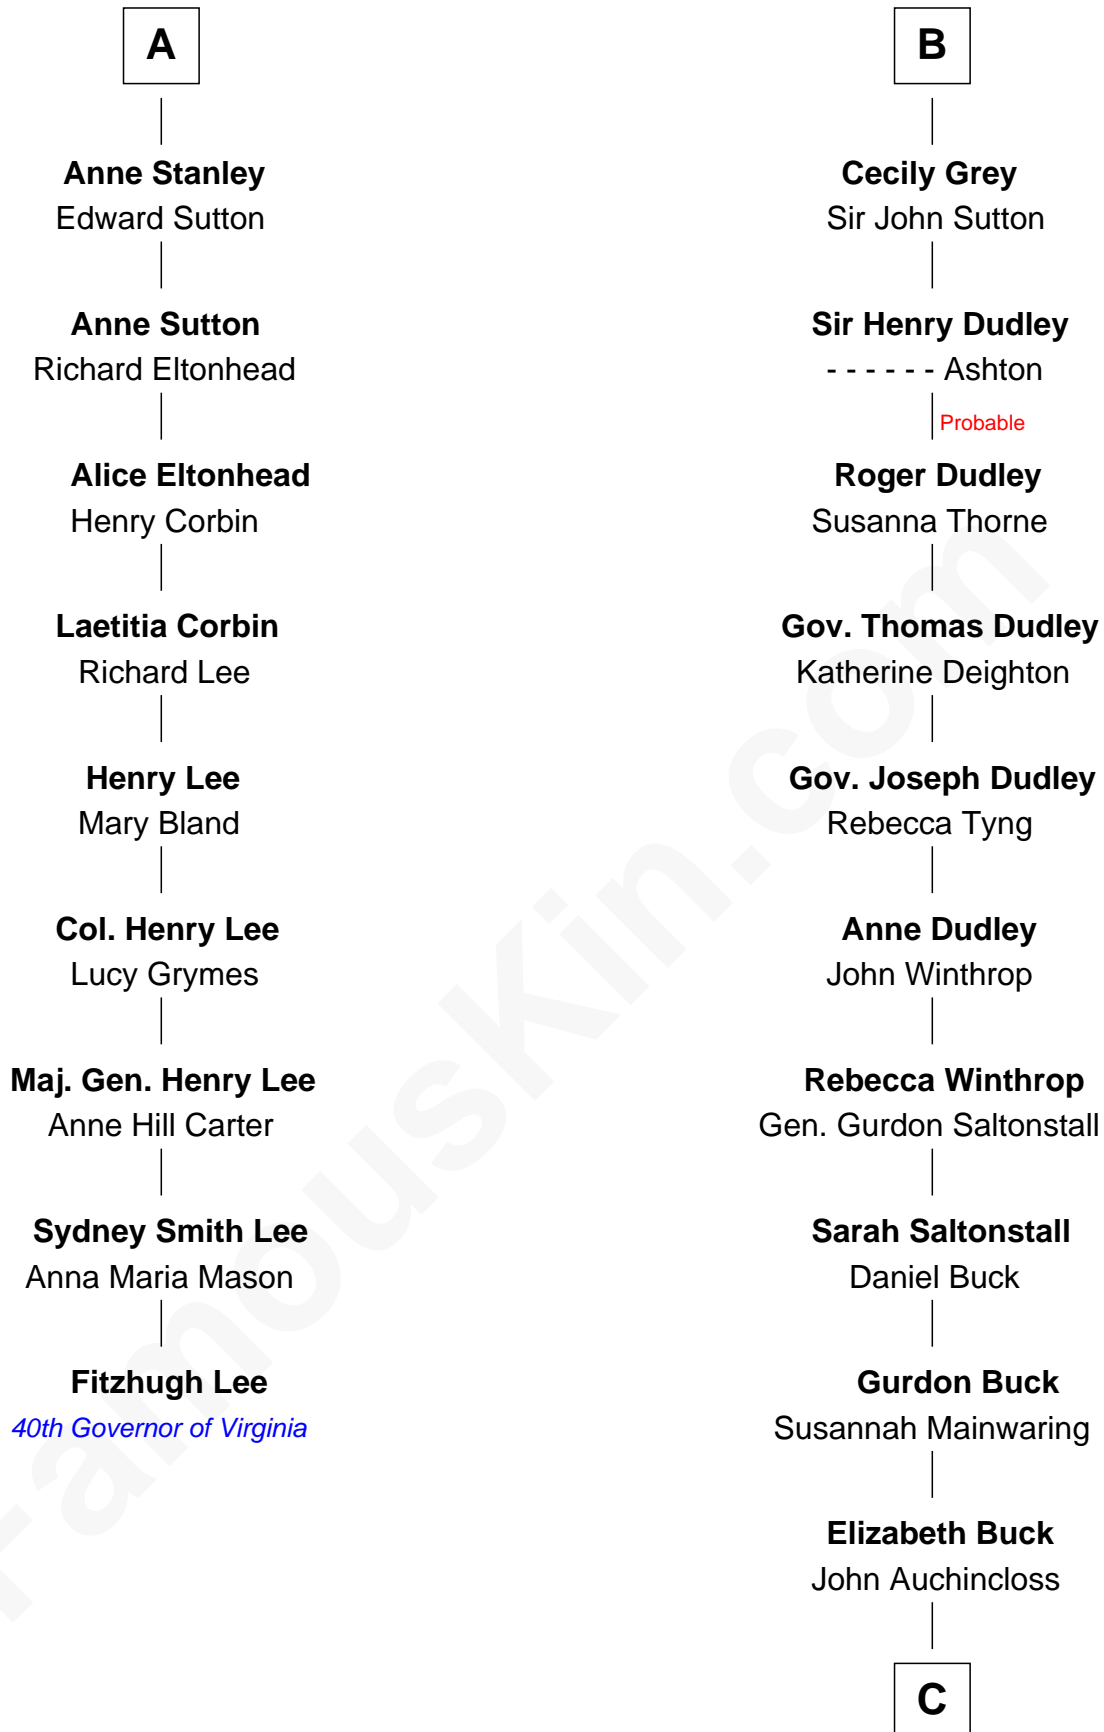 A
Anne Stanley
Edward Sutton
Anne Sutton
Richard Eltonhead
Alice Eltonhead
Henry Corbin
Laetitia Corbin
Richard Lee
Henry Lee
Mary Bland
Col. Henry Lee
Lucy Grymes
Maj. Gen. Henry Lee
Anne Hill Carter
Sydney Smith Lee
Anna Maria Mason
Fitzhugh Lee
40th Governor of Virginia
B
Cecily Grey
Sir John Sutton
Sir Henry Dudley
- - - - - - Ashton
Probable
Roger Dudley
Susanna Thorne
Gov. Thomas Dudley
Katherine Deighton
Gov. Joseph Dudley
Rebecca Tyng
Anne Dudley
John Winthrop
Rebecca Winthrop
Gen. Gurdon Saltonstall
Sarah Saltonstall
Daniel Buck
Gurdon Buck
Susannah Mainwaring
Elizabeth Buck
John Auchincloss
C
FamousKin.com